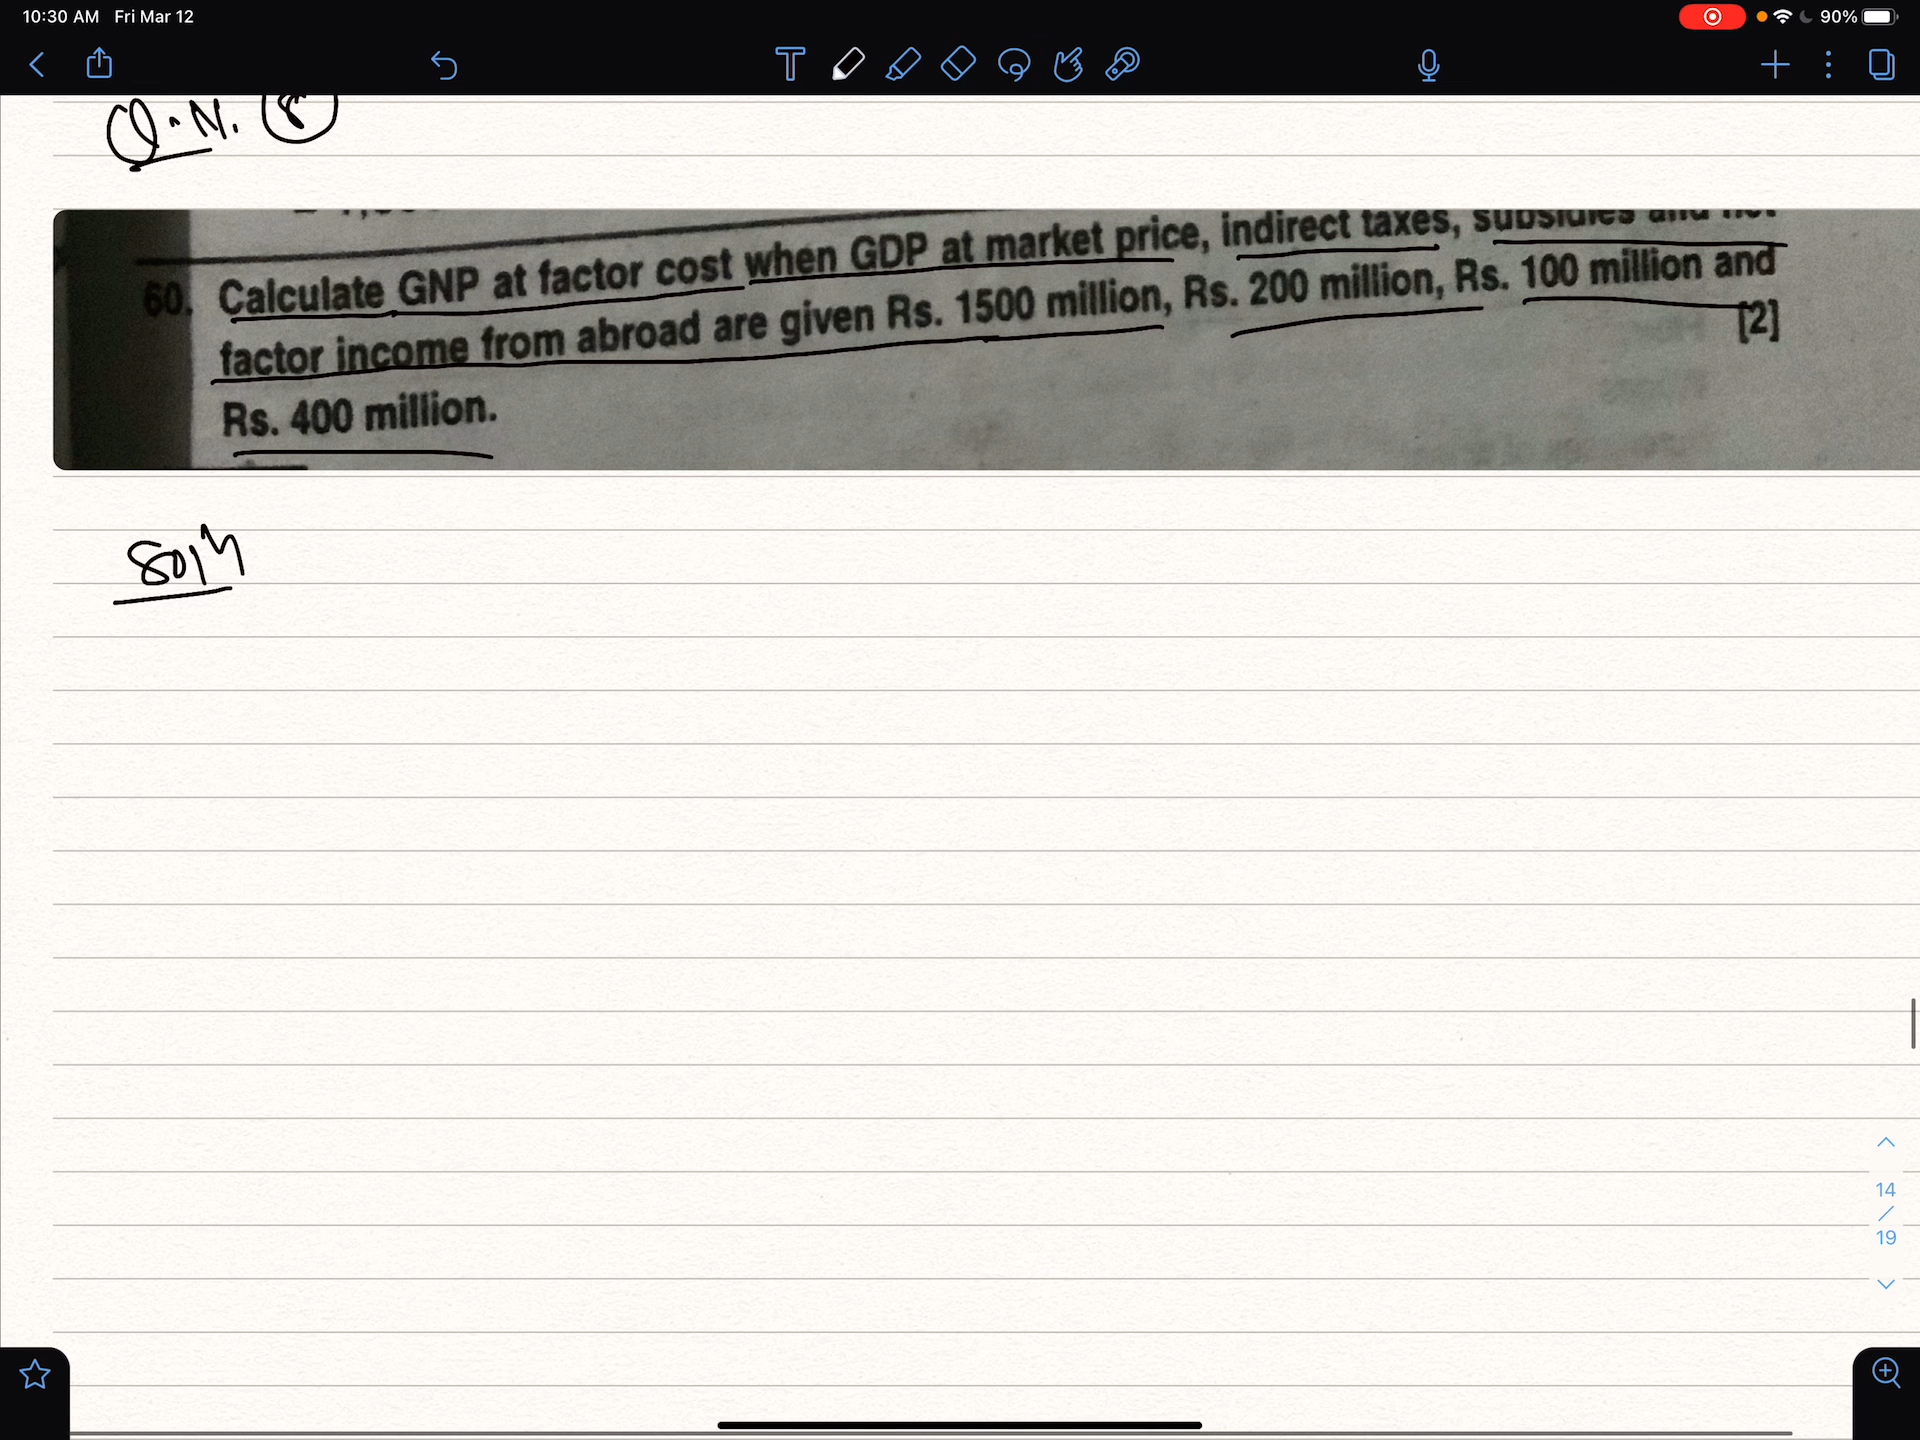 10:30 AM Fri Mar 12
90%
Q.N. 8
60. Calculate GNP at factor cost when GDP at market price, indirect taxes, subsidies and net
factor income from abroad are given Rs. 1500 million, Rs. 200 million, Rs. 100 million and
Rs. 400 million.
[2]
Soln
14
19